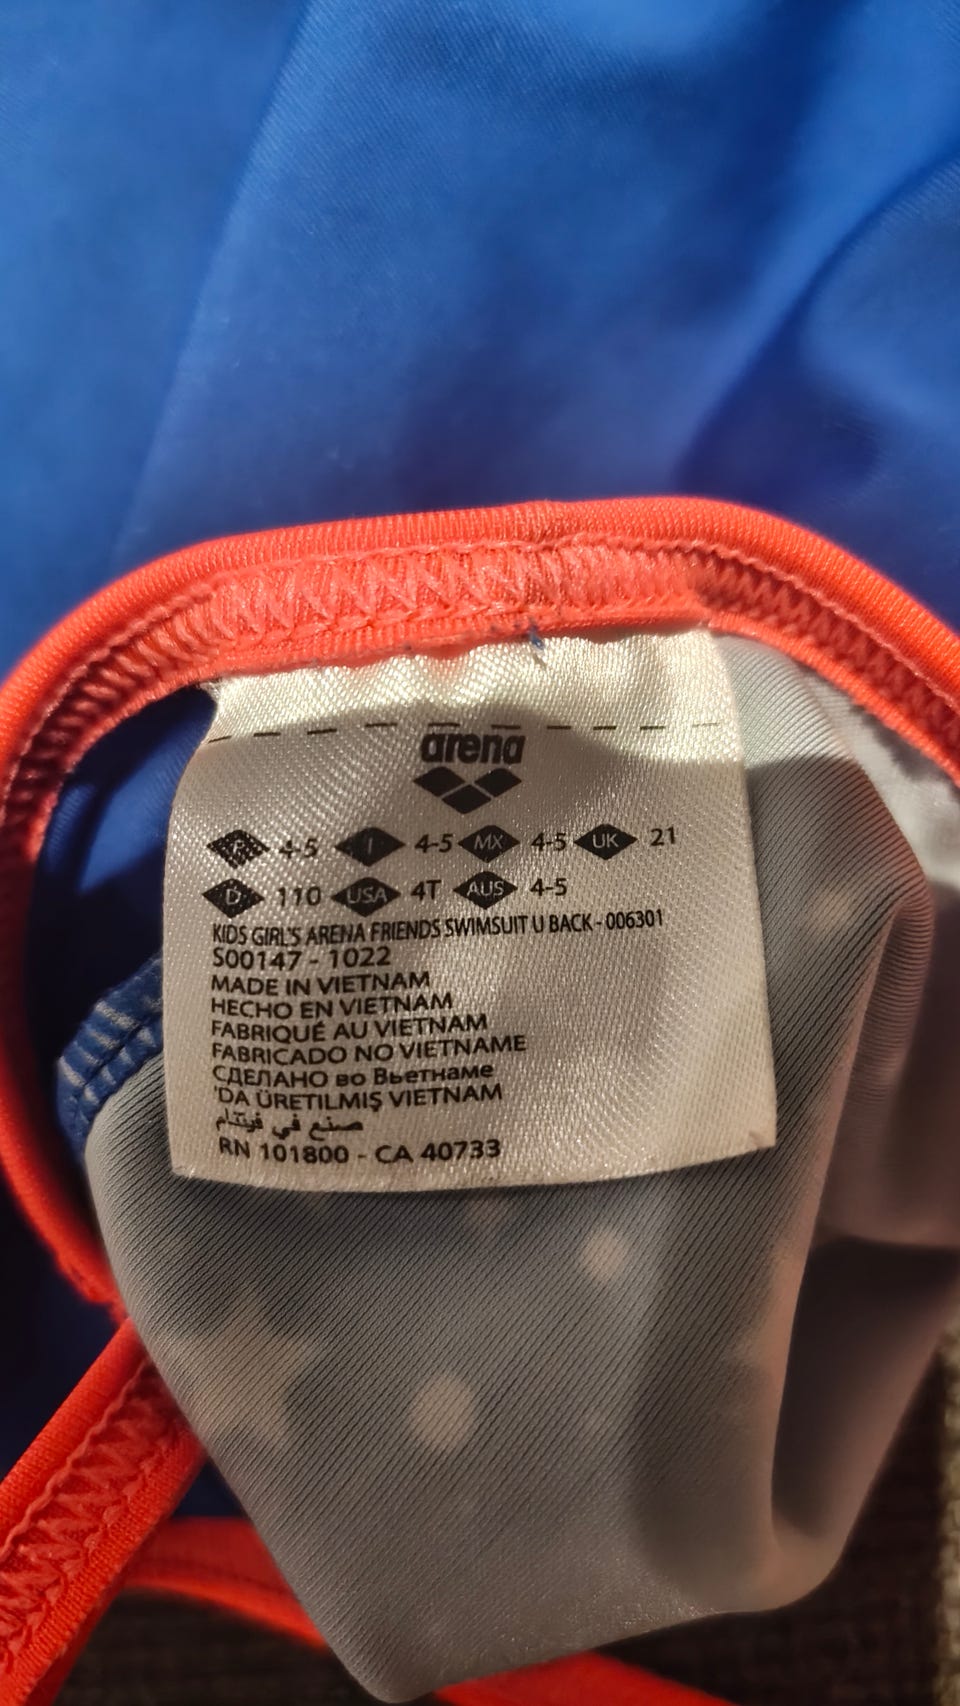 arena
F 4-5 I 4-5 MX 4-5 UK 21
D 110 USA 4T AUS 4-5
KIDS GIRL'S ARENA FRIENDS SWIMSUIT U BACK - 006301
S00147 - 1022
MADE IN VIETNAM
HECHO EN VIETNAM
FABRIQUÉ AU VIETNAM
FABRICADO NO VIETNAME
СДЕЛАНО во Вьетнаме
'DA ÜRETILMIŞ VIETNAM
صنع في فيتنام
RN 101800 - CA 40733